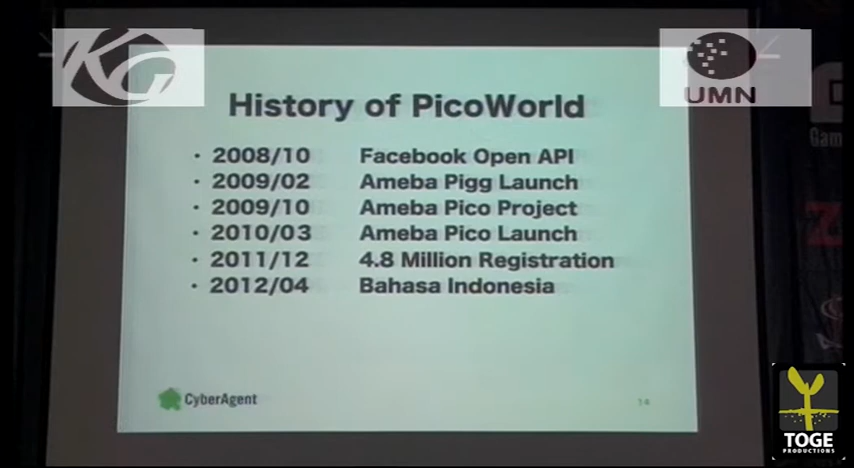 KG
UMN
History of PicoWorld
• 2008/10 Facebook Open API
• 2009/02 Ameba Pigg Launch
• 2009/10 Ameba Pico Project
• 2010/03 Ameba Pico Launch
• 2011/12 4.8 Million Registration
• 2012/04 Bahasa Indonesia
CyberAgent
14
Gam
TOGE
PRODUCTIONS